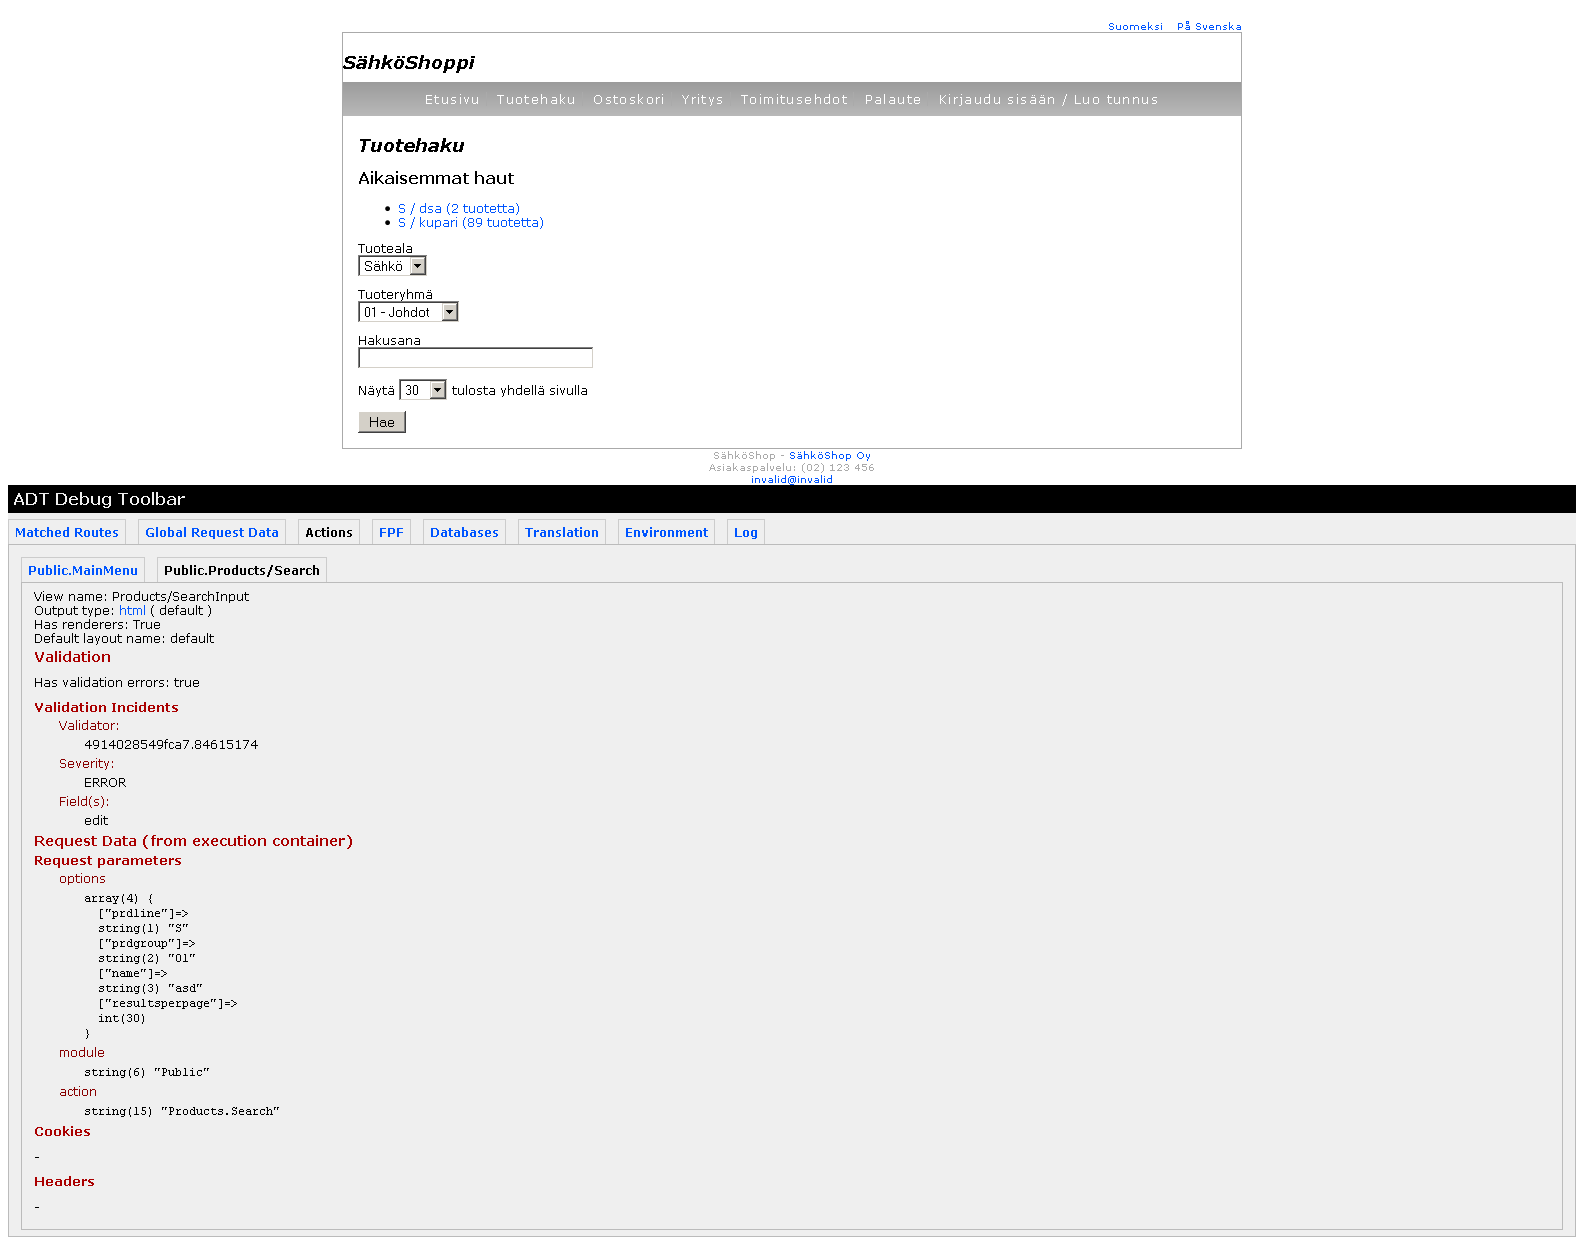 Suomeksi På Svenska
SähköShoppi
Etusivu Tuotehaku Ostoskori Yritys Toimitusehdot Palaute Kirjaudu sisään / Luo tunnus
Tuotehaku
Aikaisemmat haut
S / dsa (2 tuotetta)
S / kupari (89 tuotetta)
Tuoteala
Sähkö
Tuoteryhmä
01 - Johdot
Hakusana
Näytä 30 tulosta yhdellä sivulla
Hae
SähköShop - SähköShop Oy
Asiakaspalvelu: (02) 123 456
invalid@invalid
ADT Debug Toolbar
Matched Routes Global Request Data Actions FPF Databases Translation Environment Log
Public.MainMenu Public.Products/Search
View name: Products/SearchInput
Output type: html ( default )
Has renderers: True
Default layout name: default
Validation
Has validation errors: true
Validation Incidents
Validator:
4914028549fca7.84615174
Severity:
ERROR
Field(s):
edit
Request Data (from execution container)
Request parameters
options
array(4) {
["prdline"]=>
string(1) "S"
["prdgroup"]=>
string(2) "01"
["name"]=>
string(3) "asd"
["resultsperpage"]=>
int(30)
}
module
string(6) "Public"
action
string(15) "Products.Search"
Cookies
-
Headers
-